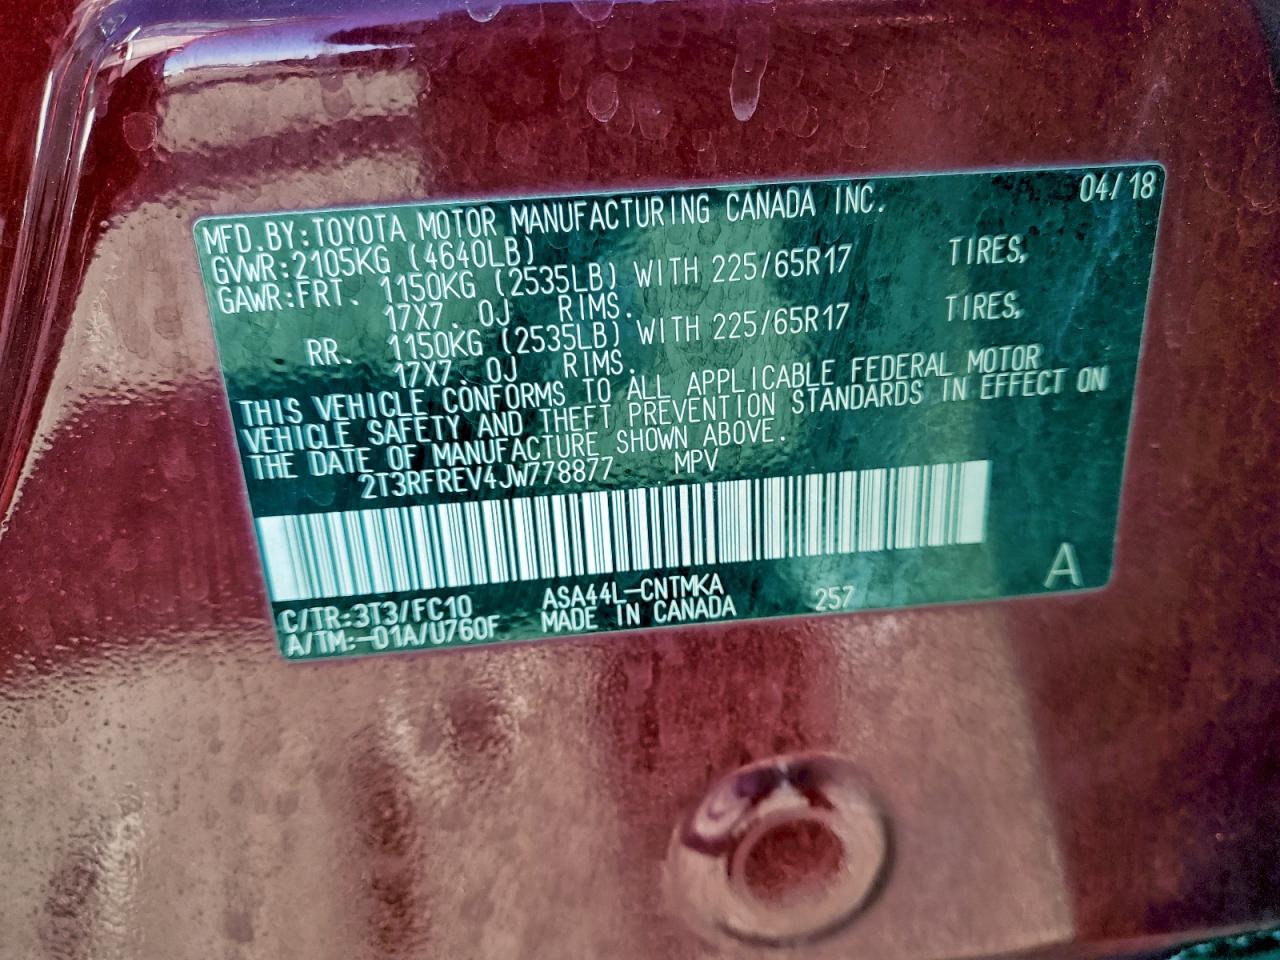 04/18
MFD.BY:TOYOTA MOTOR MANUFACTURING CANADA INC.
GVWR:2105KG (4640LB)
GAWR:FRT. 1150KG (2535LB) WITH 225/65R17 TIRES,
17X7.0J RIMS.
RR. 1150KG (2535LB) WITH 225/65R17 TIRES,
17X7.0J RIMS.
THIS VEHICLE CONFORMS TO ALL APPLICABLE FEDERAL MOTOR
VEHICLE SAFETY AND THEFT PREVENTION STANDARDS IN EFFECT ON
THE DATE OF MANUFACTURE SHOWN ABOVE.
2T3RFREV4JW778877 MPV
C/TR:3T3/FC10 ASA44L-CNTMKA 257 A
A/TM:-01A/U760F MADE IN CANADA